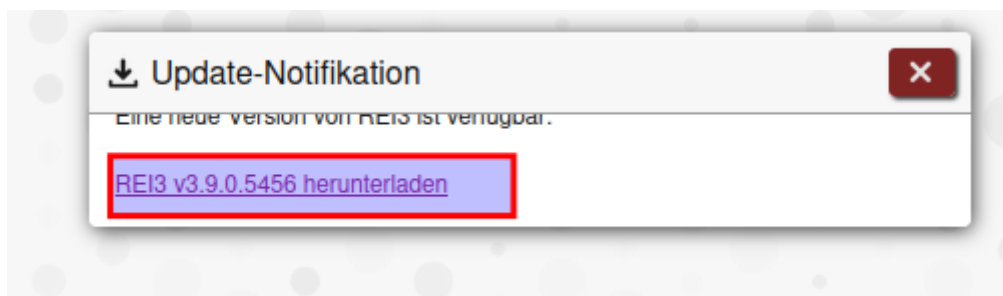 Update-Notifikation
Eine neue Version von REI3 ist verfügbar:
REI3 v3.9.0.5456 herunterladen